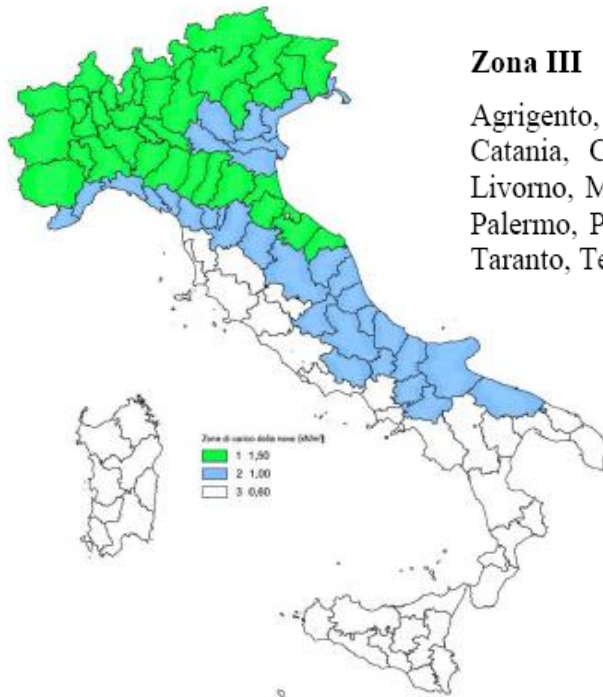 Zona III
Agrigento,
Catania, C
Livorno, M
Palermo, P
Taranto, Te
Zone di carico della neve [kN/m²]
1 1,50
2 1,00
3 0,60